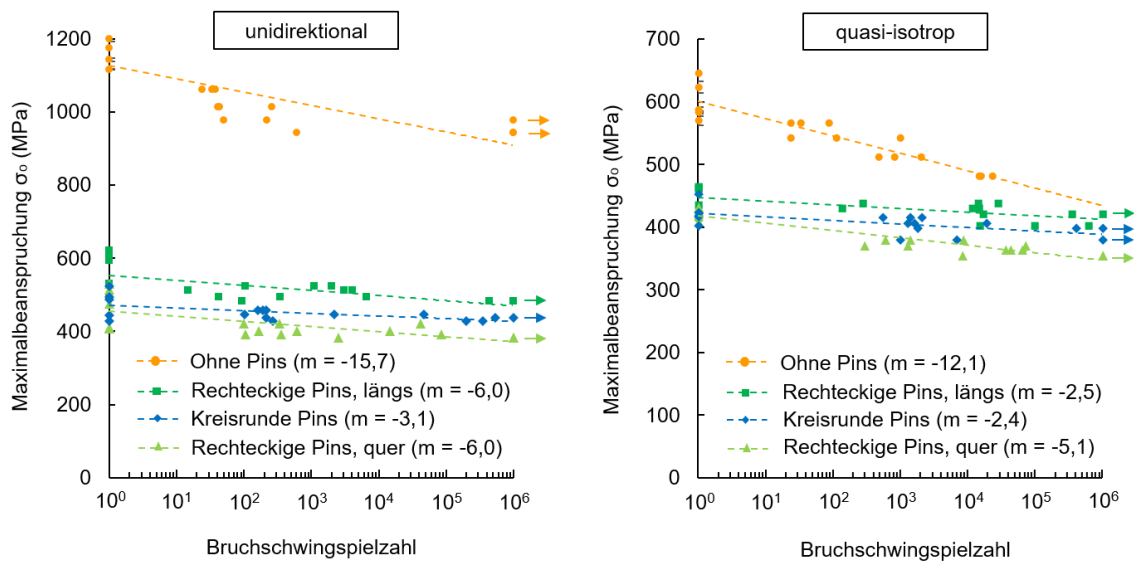 unidirektional
Maximalbeanspruchung σₒ (MPa)
1200
1000
800
600
400
200
0
Ohne Pins (m = -15,7)
Rechteckige Pins, längs (m = -6,0)
Kreisrunde Pins (m = -3,1)
Rechteckige Pins, quer (m = -6,0)
10⁰ 10¹ 10² 10³ 10⁴ 10⁵ 10⁶
Bruchschwingspielzahl
quasi-isotrop
Maximalbeanspruchung σₒ (MPa)
700
600
500
400
300
200
100
0
Ohne Pins (m = -12,1)
Rechteckige Pins, längs (m = -2,5)
Kreisrunde Pins (m = -2,4)
Rechteckige Pins, quer (m = -5,1)
10⁰ 10¹ 10² 10³ 10⁴ 10⁵ 10⁶
Bruchschwingspielzahl